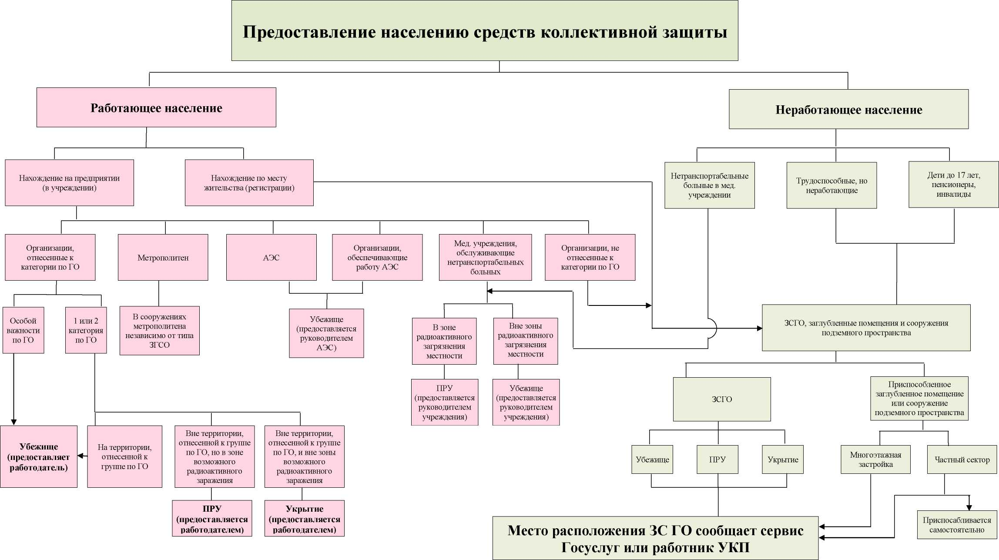 Предоставление населению средств коллективной защиты
Работающее население
Неработающее население
Нахождение на предприятии
(в учреждении)
Нахождение по месту
жительства (регистрации)
Нетранспортабельные
больные в мед.
учреждении
Трудоспособные, но
неработающие
Дети до 17 лет,
пенсионеры,
инвалиды
Организации,
отнесенные к
категории по ГО
Метрополитен
АЭС
Организации,
обеспечивающие
работу АЭС
Мед. учреждения,
обслуживающие
нетранспортабельных
больных
Организации, не
отнесенные к
категории по ГО
Особой
важности
по ГО
1 или 2
категория
по ГО
В сооружениях
метрополитена
независимо от типа
ЗГСО
Убежище
(предоставляется
руководителем
АЭС)
В зоне
радиоактивного
загрязнения
местности
Вне зоны
радиоактивного
загрязнения
местности
ЗСГО, заглубленные помещения и сооружения
подземного пространства
ПРУ
(предоставляется
руководителем
учреждения)
Убежище
(предоставляется
руководителем
учреждения)
ЗСГО
Приспособленное
заглубленное помещение
или сооружение
подземного пространства
Убежище
(предоставляет
работодатель)
На территории,
отнесенной к
группе по ГО
Вне территории,
отнесенной к группе
по ГО, но в зоне
возможного
радиоактивного
заражения
Вне территории,
отнесенной к группе
по ГО, и вне зоны
возможного
радиоактивного
заражения
Убежище
ПРУ
Укрытие
Многоэтажная
застройка
Частный сектор
ПРУ
(предоставляется
работодателем)
Укрытие
(предоставляется
работодателем)
Место расположения ЗС ГО сообщает сервис
Госуслуг или работник УКП
Приспосабливается
самостоятельно